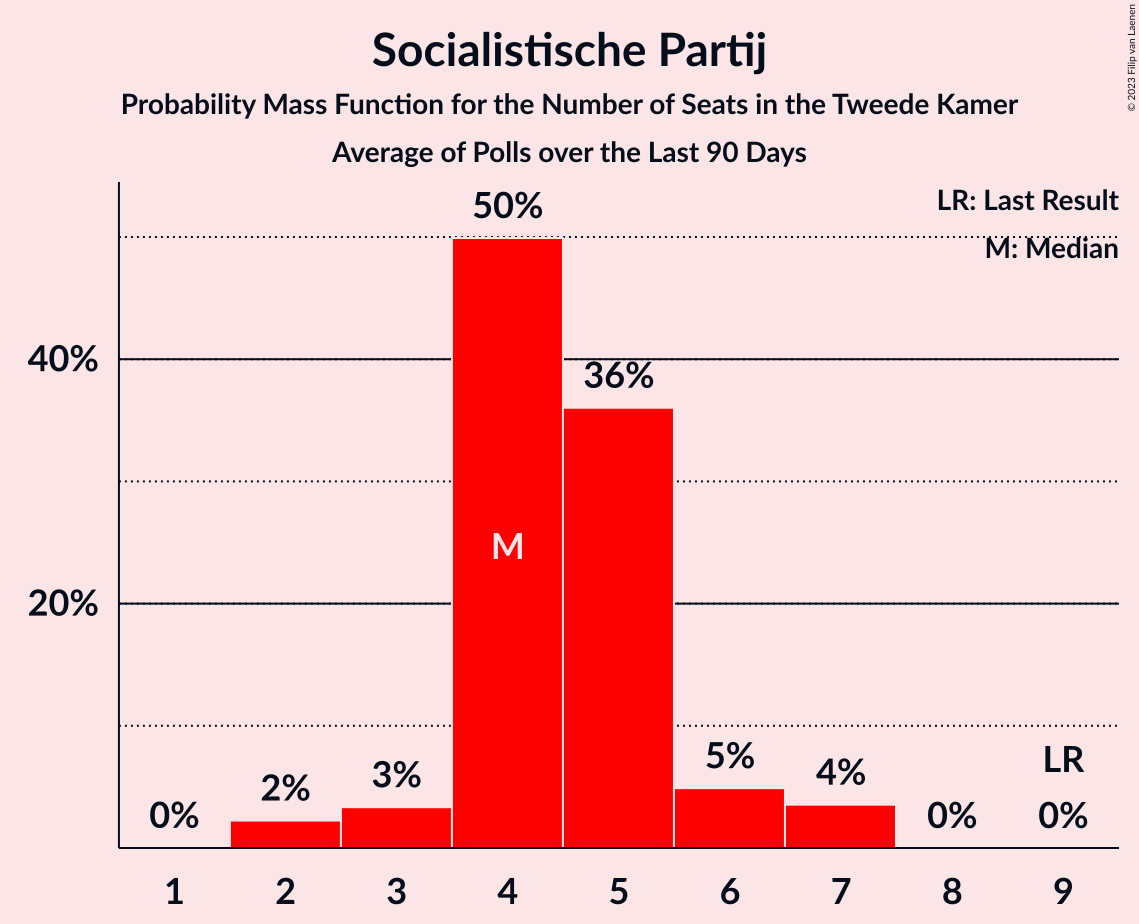 Socialistische Partij
Probability Mass Function for the Number of Seats in the Tweede Kamer
Average of Polls over the Last 90 Days
© 2023 Filip van Laenen
LR: Last Result
M: Median
50%
40%
36%
M
20%
5%
LR
4%
3%
2%
0%
0%
0%
1 2 3 4 5 6 7 8 9